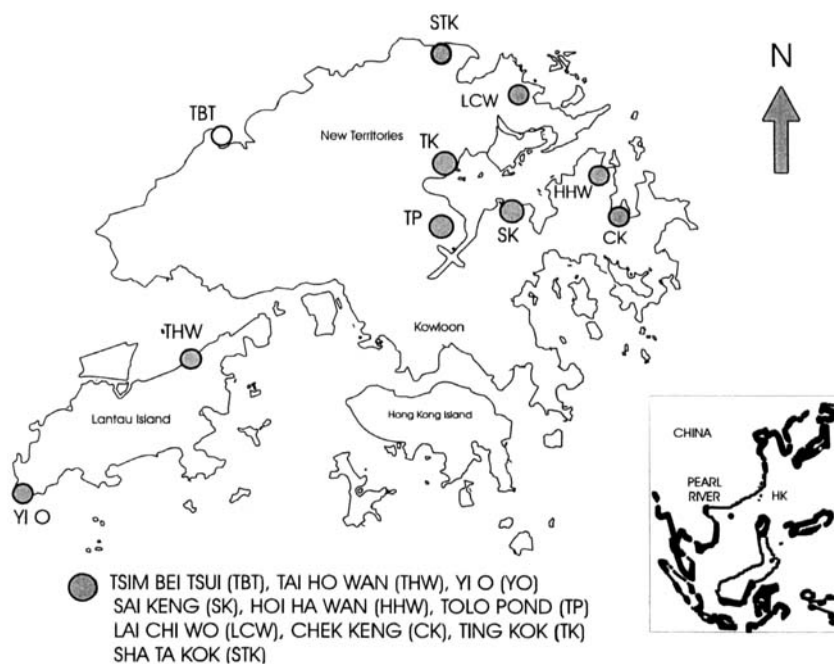 STK
N
LCW
TBT
New Territories
TK
HHW
TP
SK
CK
THW
Kowloon
Lantau Island
Hong Kong Island
CHINA
PEARL
RIVER
HK
YI O
TSIM BEI TSUI (TBT), TAI HO WAN (THW), YI O (YO)
SAI KENG (SK), HOI HA WAN (HHW), TOLO POND (TP)
LAI CHI WO (LCW), CHEK KENG (CK), TING KOK (TK)
SHA TA KOK (STK)